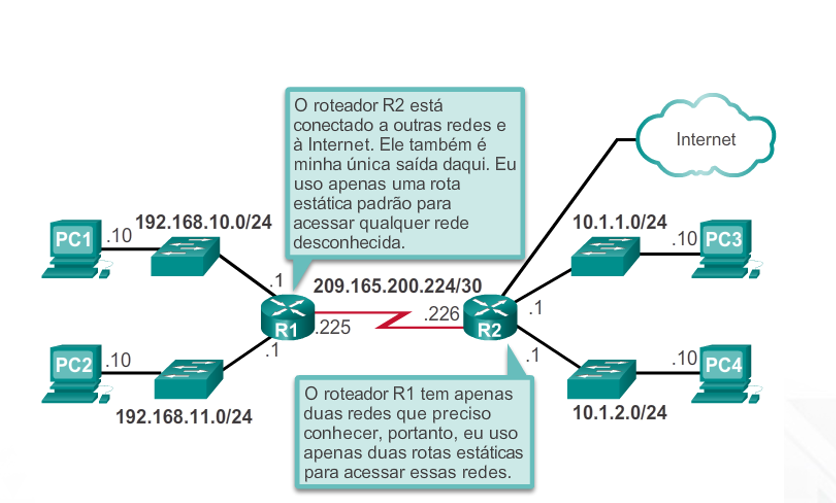 O roteador R2 está
conectado a outras redes e
à Internet. Ele também é
minha única saída daqui. Eu
uso apenas uma rota
estática padrão para
acessar qualquer rede
desconhecida.
Internet
192.168.10.0/24
10.1.1.0/24
PC1
.10
.10
PC3
.1
209.165.200.224/30
.226
.1
R1
.225
R2
.1
.1
PC2
.10
.10
PC4
192.168.11.0/24
10.1.2.0/24
O roteador R1 tem apenas
duas redes que preciso
conhecer, portanto, eu uso
apenas duas rotas estáticas
para acessar essas redes.